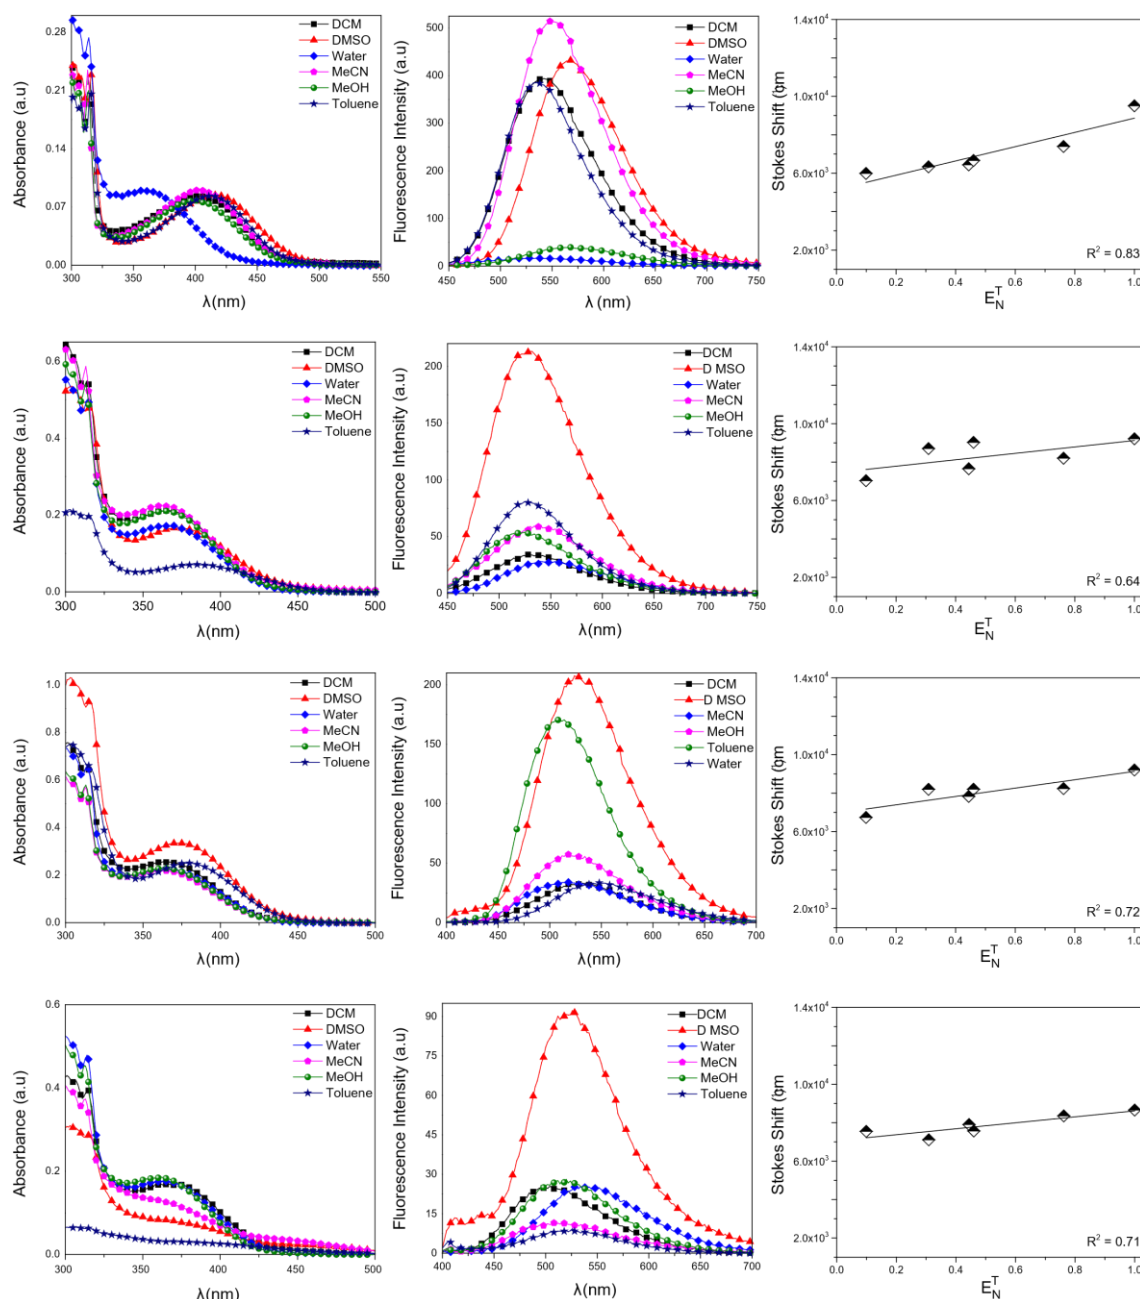 Absorbance (a.u)
0.28
0.21
0.14
0.07
0.00
300
350
400
450
500
550
λ(nm)
DCM
DMSO
Water
MeCN
MeOH
Toluene
Fluorescence Intensity (a.u)
500
400
300
200
100
0
450
500
550
600
650
700
750
λ (nm)
DCM
DMSO
Water
MeCN
MeOH
Toluene
Stokes Shift (
1.4x10⁴
1.0x10⁴
6.0x10³
2.0x10³
0.0
0.2
0.4
0.6
0.8
1.0
E_N^T
R² = 0.83
Absorbance (a.u)
0.6
0.4
0.2
0.0
300
350
400
450
500
λ(nm)
DCM
DMSO
Water
MeCN
MeOH
Toluene
Fluorescence Intensity (a.u)
200
150
100
50
0
450
500
550
600
650
700
750
λ(nm)
DCM
D MSO
Water
MeCN
MeOH
Toluene
Stokes Shift (
1.4x10⁴
1.0x10⁴
6.0x10³
2.0x10³
0.0
0.2
0.4
0.6
0.8
1.0
E_N^T
R² = 0.64
Absorbance (a.u)
1.0
0.8
0.6
0.4
0.2
0.0
300
350
400
450
500
λ(nm)
DCM
DMSO
Water
MeCN
MeOH
Toluene
Fluorescence Intensity (a.u)
200
150
100
50
0
400
450
500
550
600
650
700
λ(nm)
DCM
D MSO
MeCN
MeOH
Toluene
Water
Stokes Shift (
1.4x10⁴
1.0x10⁴
6.0x10³
2.0x10³
0.0
0.2
0.4
0.6
0.8
1.0
E_N^T
R² = 0.72
Absorbance (a.u)
0.6
0.4
0.2
0.0
300
350
400
450
500
λ(nm)
DCM
DMSO
Water
MeCN
MeOH
Toluene
Fluorescence Intensity (a.u)
90
75
60
45
30
15
0
400
450
500
550
600
650
700
λ(nm)
DCM
D MSO
Water
MeCN
MeOH
Toluene
Stokes Shift (
1.4x10⁴
1.0x10⁴
6.0x10³
2.0x10³
0.0
0.2
0.4
0.6
0.8
1.0
E_N^T
R² = 0.71